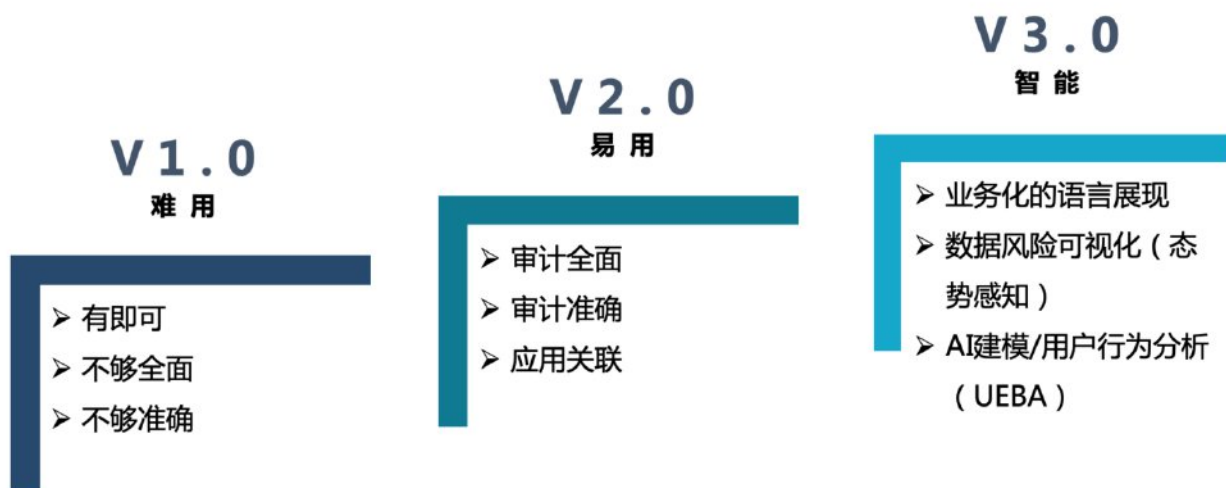 V1.0
难用
➢ 有即可
➢ 不够全面
➢ 不够准确
V2.0
易用
➢ 审计全面
➢ 审计准确
➢ 应用关联
V3.0
智能
➢ 业务化的语言展现
➢ 数据风险可视化（态
势感知）
➢ AI建模/用户行为分析
（UEBA）